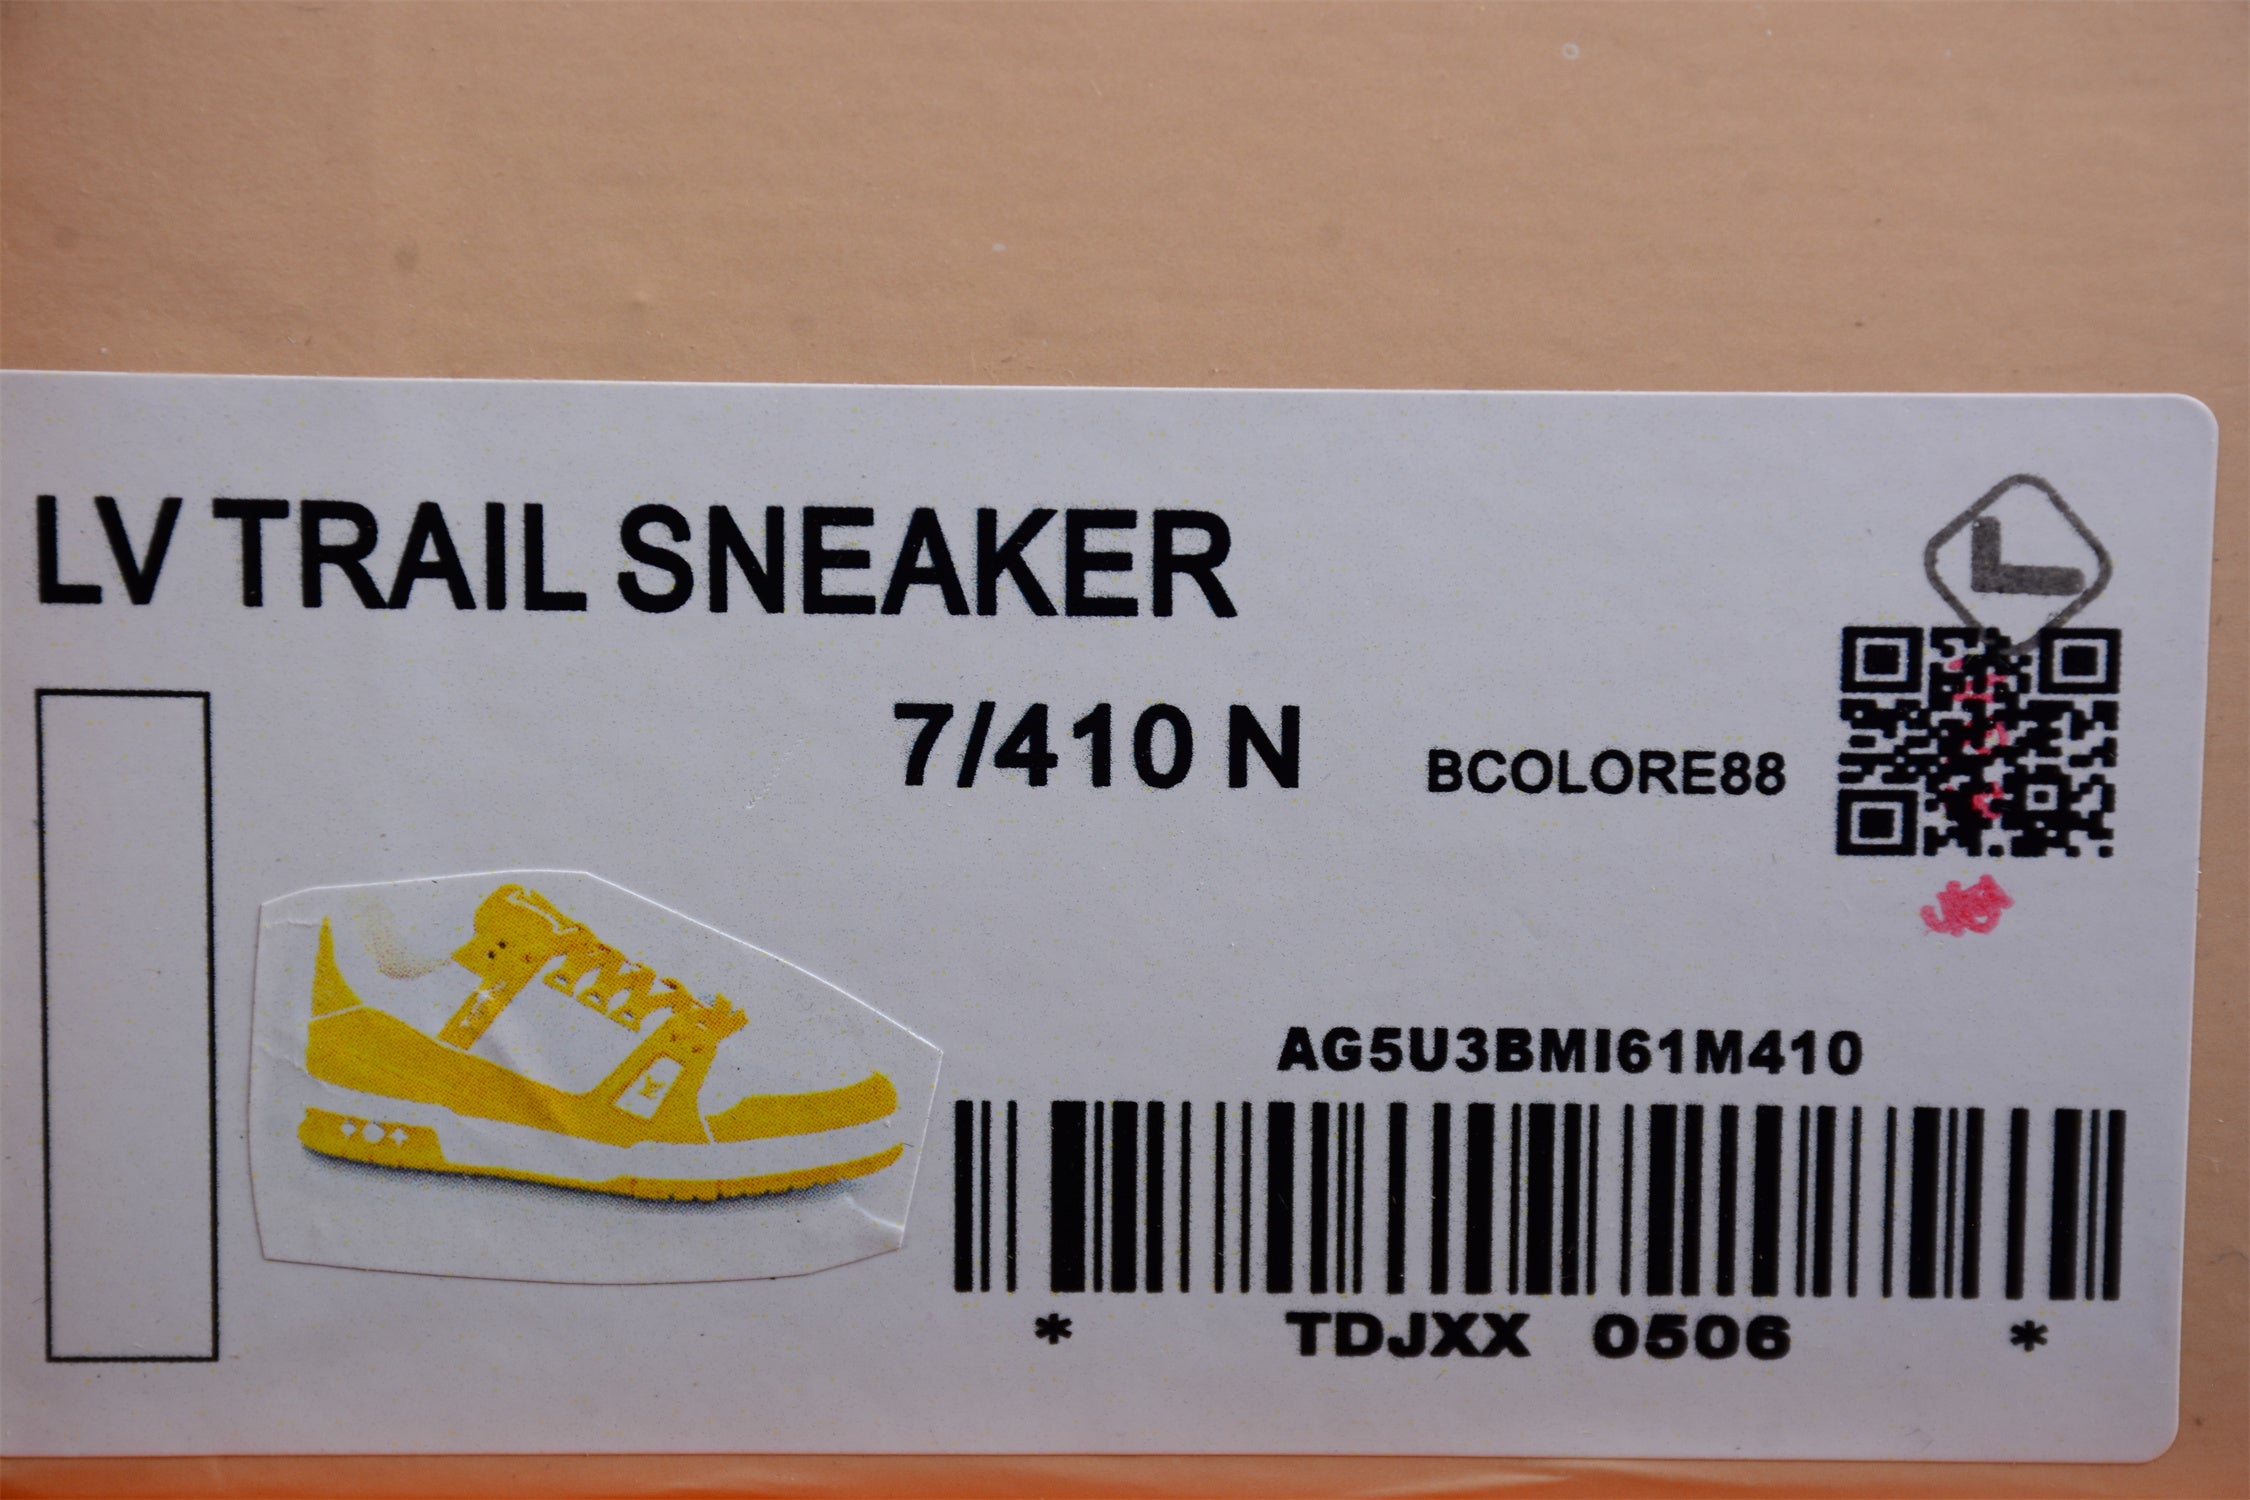 LV TRAIL SNEAKER
L
7/410 N
BCOLORE88
AG5U3BMI61M410
* TDJXX 0506 *